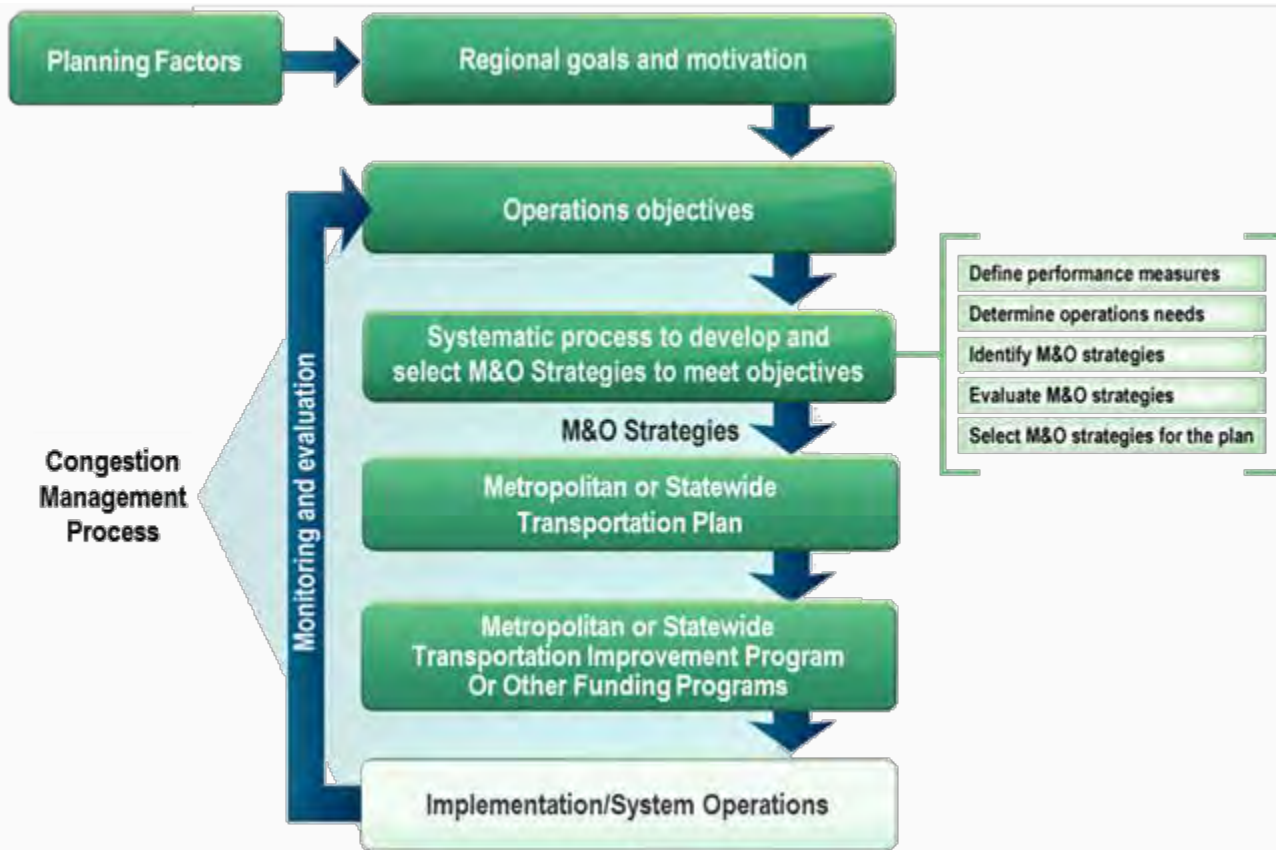 Planning Factors
Regional goals and motivation
Operations objectives
Systematic process to develop and
select M&O Strategies to meet objectives
Define performance measures
Determine operations needs
Identify M&O strategies
Evaluate M&O strategies
Select M&O strategies for the plan
M&O Strategies
Metropolitan or Statewide
Transportation Plan
Metropolitan or Statewide
Transportation Improvement Program
Or Other Funding Programs
Implementation/System Operations
Monitoring and evaluation
Congestion
Management
Process